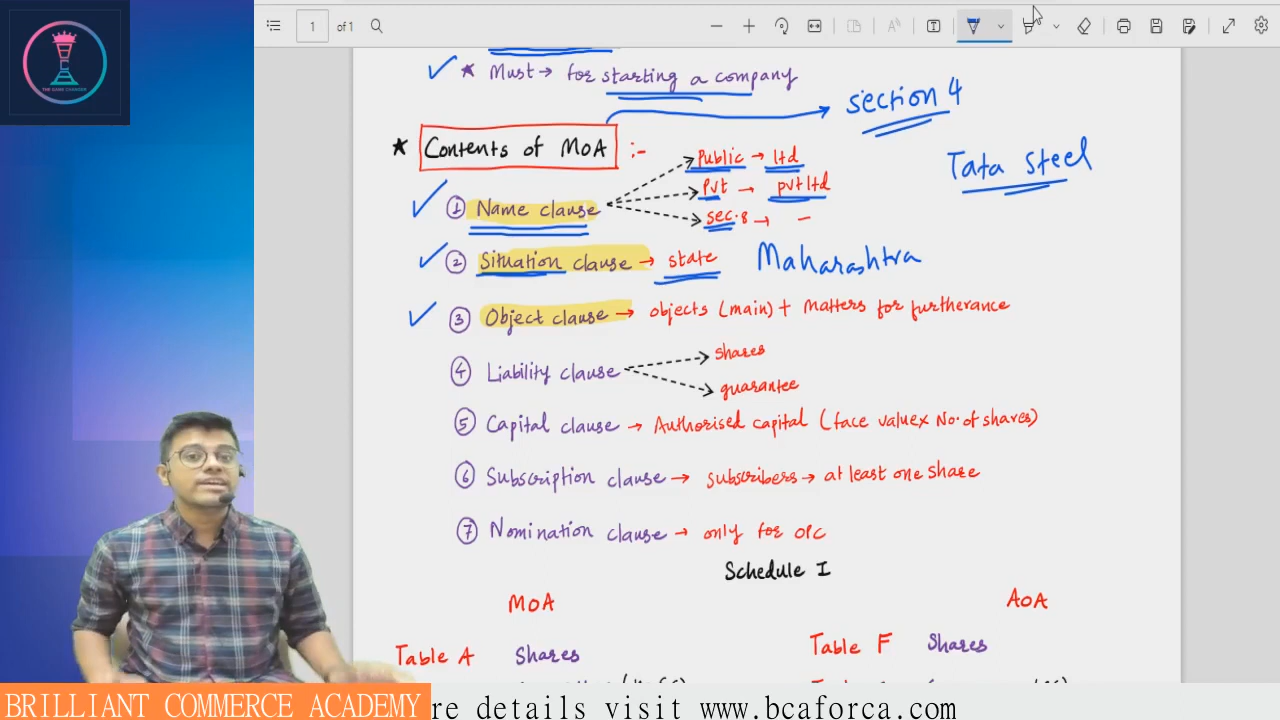 THE GAME CHANGER
1 of 1
* Must → for starting a company
section 4
* Contents of MOA :-
Public → ltd
Tata Steel
① Name clause
Pvt → pvt ltd
sec.8 → -
② Situation clause → state Maharashtra
③ Object clause → objects (main) + matters for furtherance
④ Liability clause
shares
guarantee
⑤ Capital clause → Authorised capital (face value x No. of shares)
⑥ Subscription clause → subscribers → at least one share
⑦ Nomination clause → only for OPC
Schedule I
MOA AOA
Table A Shares Table F Shares
BRILLIANT COMMERCE ACADEMY re details visit www.bcaforca.com